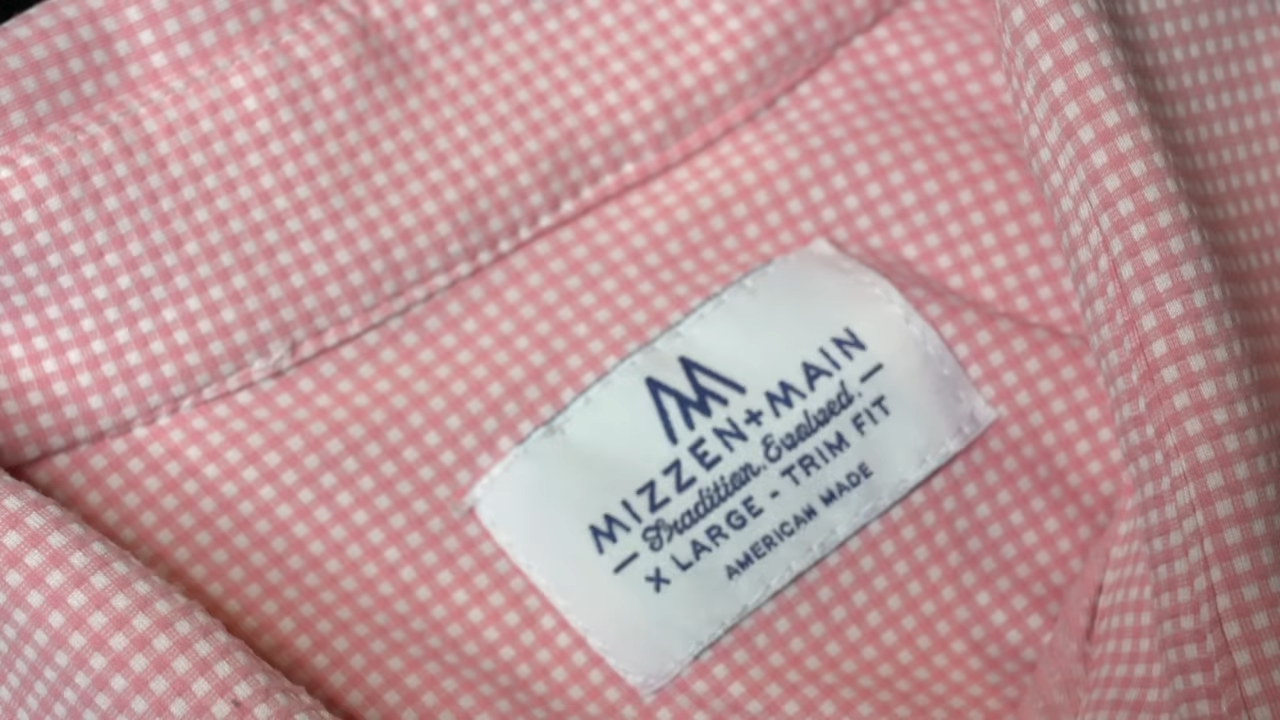 MIZZEN+MAIN
Tradition. Evolved.
X LARGE - TRIM FIT
AMERICAN MADE